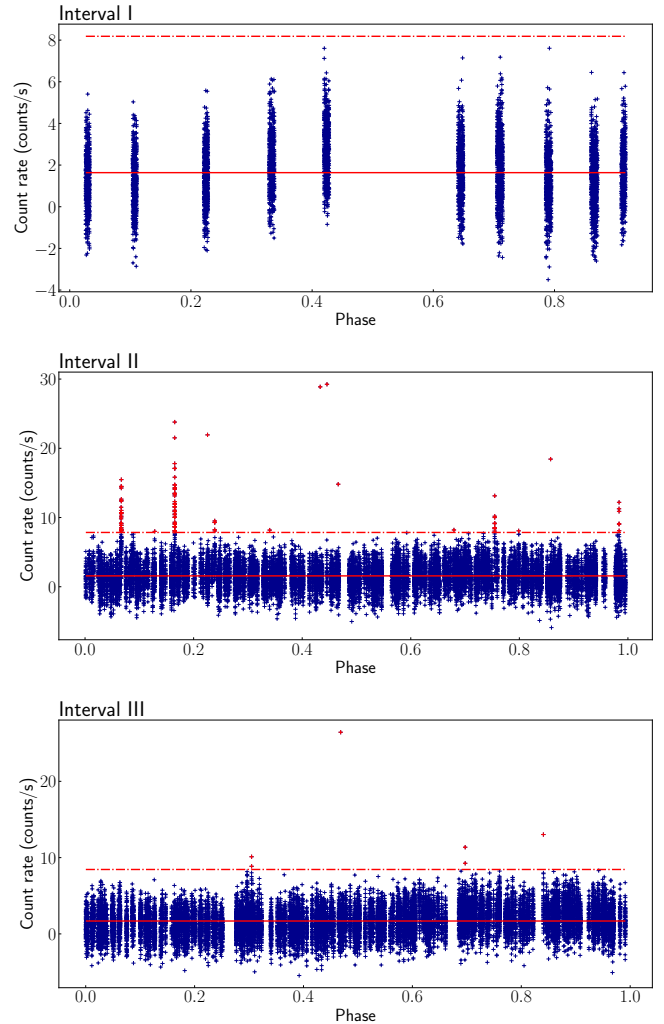 Interval I
8
6
4
2
0
−2
−4
Count rate (counts/s)
0.0 0.2 0.4 0.6 0.8
Phase
Interval II
30
20
10
0
Count rate (counts/s)
0.0 0.2 0.4 0.6 0.8 1.0
Phase
Interval III
20
10
0
Count rate (counts/s)
0.0 0.2 0.4 0.6 0.8 1.0
Phase